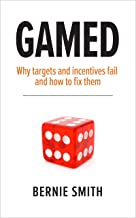 GAMED
Why targets and incentives fail
and how to fix them
BERNIE SMITH